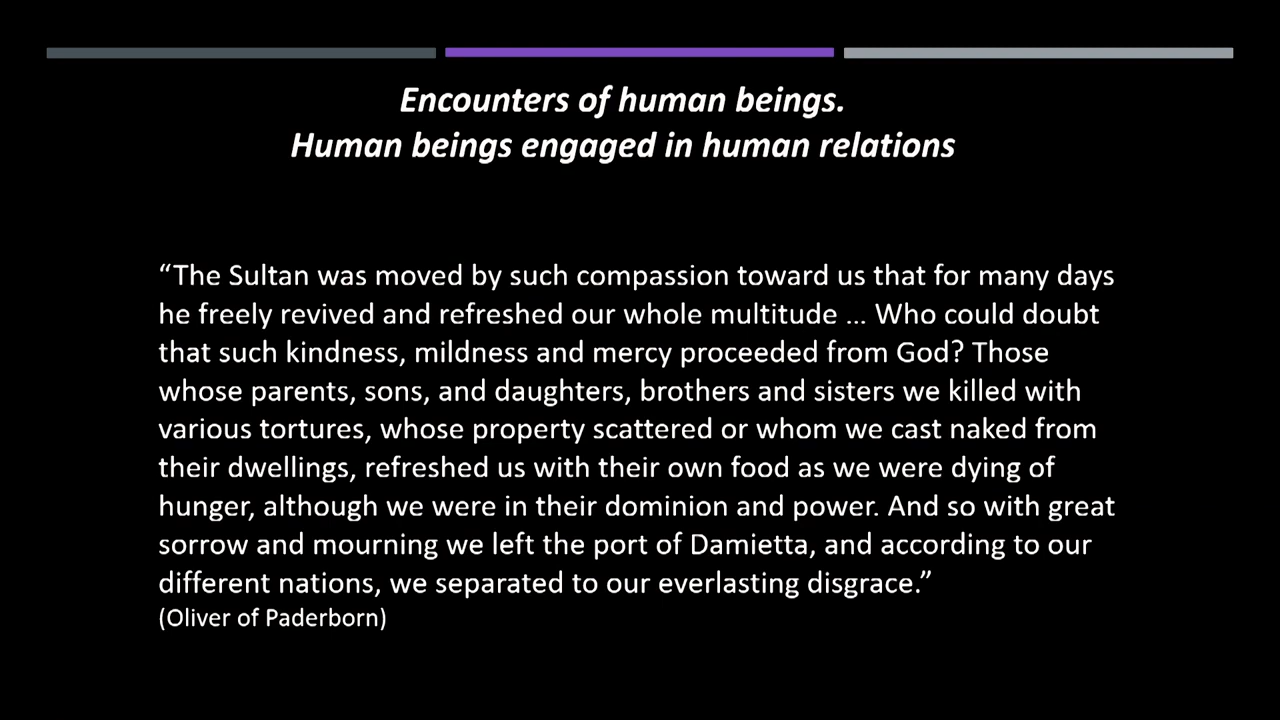 Encounters of human beings.
Human beings engaged in human relations
“The Sultan was moved by such compassion toward us that for many days
he freely revived and refreshed our whole multitude … Who could doubt
that such kindness, mildness and mercy proceeded from God? Those
whose parents, sons, and daughters, brothers and sisters we killed with
various tortures, whose property scattered or whom we cast naked from
their dwellings, refreshed us with their own food as we were dying of
hunger, although we were in their dominion and power. And so with great
sorrow and mourning we left the port of Damietta, and according to our
different nations, we separated to our everlasting disgrace.”
(Oliver of Paderborn)